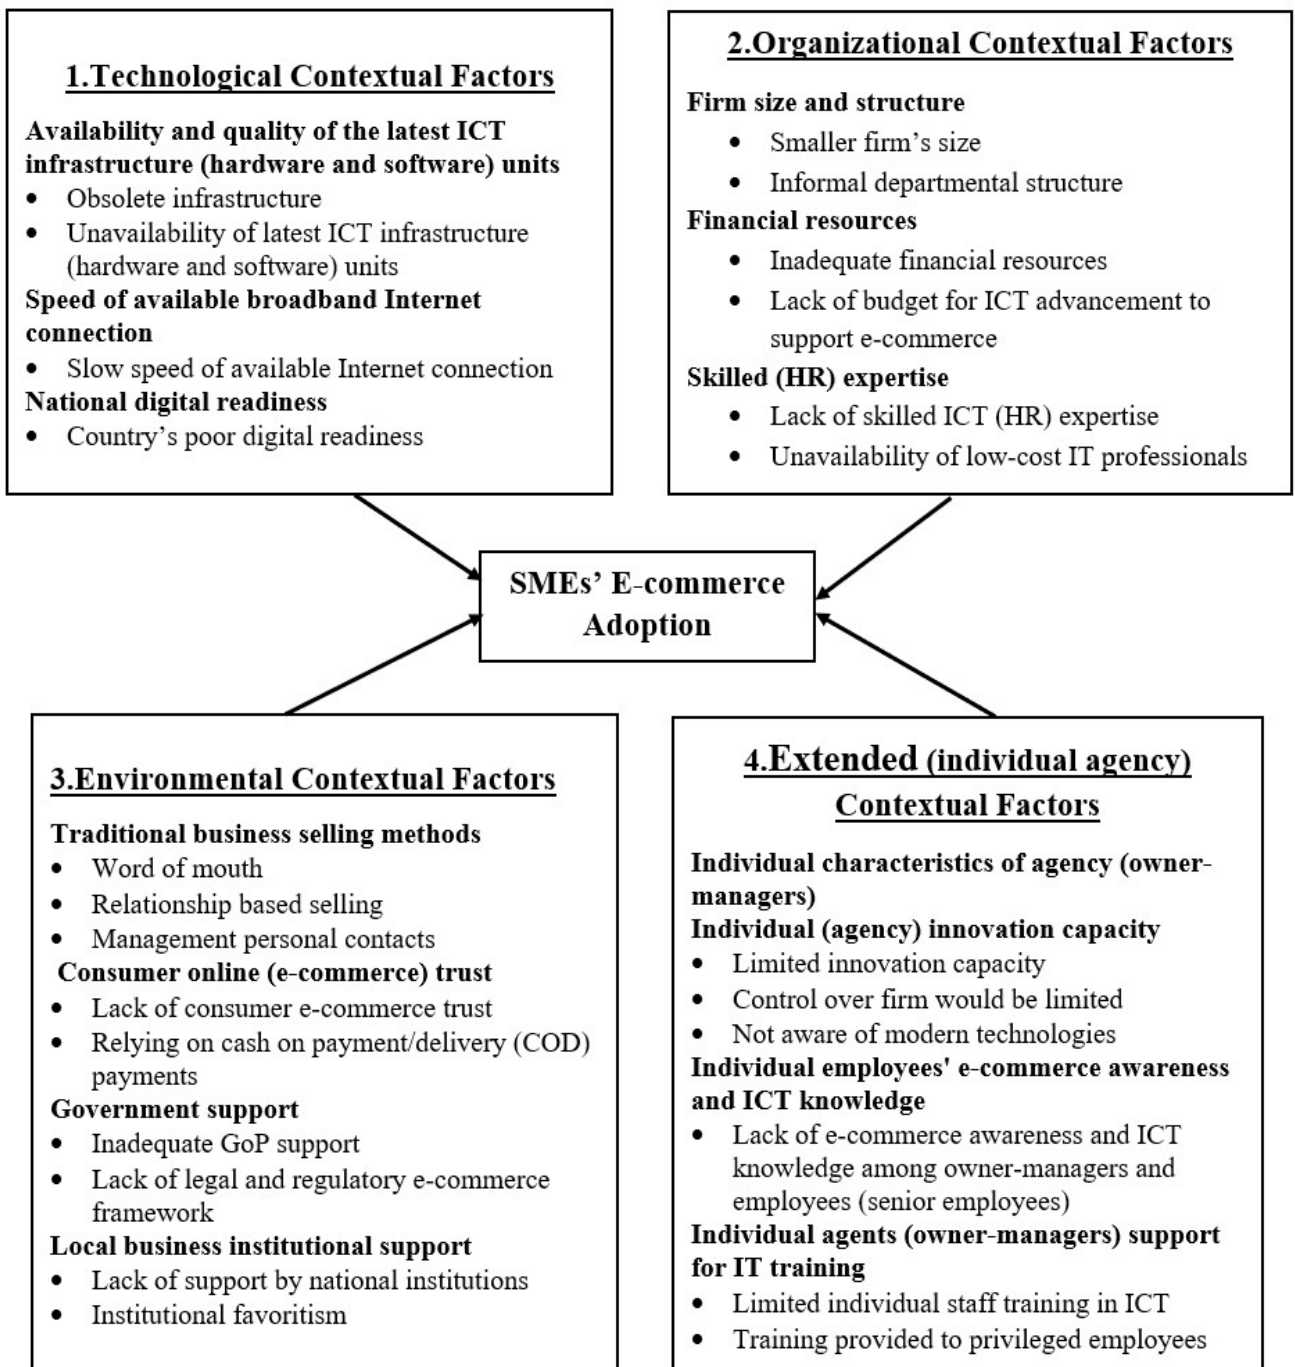 1.Technological Contextual Factors
Availability and quality of the latest ICT
infrastructure (hardware and software) units
• Obsolete infrastructure
• Unavailability of latest ICT infrastructure
(hardware and software) units
Speed of available broadband Internet
connection
• Slow speed of available Internet connection
National digital readiness
• Country’s poor digital readiness
2.Organizational Contextual Factors
Firm size and structure
• Smaller firm’s size
• Informal departmental structure
Financial resources
• Inadequate financial resources
• Lack of budget for ICT advancement to
support e-commerce
Skilled (HR) expertise
• Lack of skilled ICT (HR) expertise
• Unavailability of low-cost IT professionals
SMEs’ E-commerce
Adoption
3.Environmental Contextual Factors
Traditional business selling methods
• Word of mouth
• Relationship based selling
• Management personal contacts
Consumer online (e-commerce) trust
• Lack of consumer e-commerce trust
• Relying on cash on payment/delivery (COD)
payments
Government support
• Inadequate GoP support
• Lack of legal and regulatory e-commerce
framework
Local business institutional support
• Lack of support by national institutions
• Institutional favoritism
4.Extended (individual agency)
Contextual Factors
Individual characteristics of agency (owner-
managers)
Individual (agency) innovation capacity
• Limited innovation capacity
• Control over firm would be limited
• Not aware of modern technologies
Individual employees' e-commerce awareness
and ICT knowledge
• Lack of e-commerce awareness and ICT
knowledge among owner-managers and
employees (senior employees)
Individual agents (owner-managers) support
for IT training
• Limited individual staff training in ICT
• Training provided to privileged employees